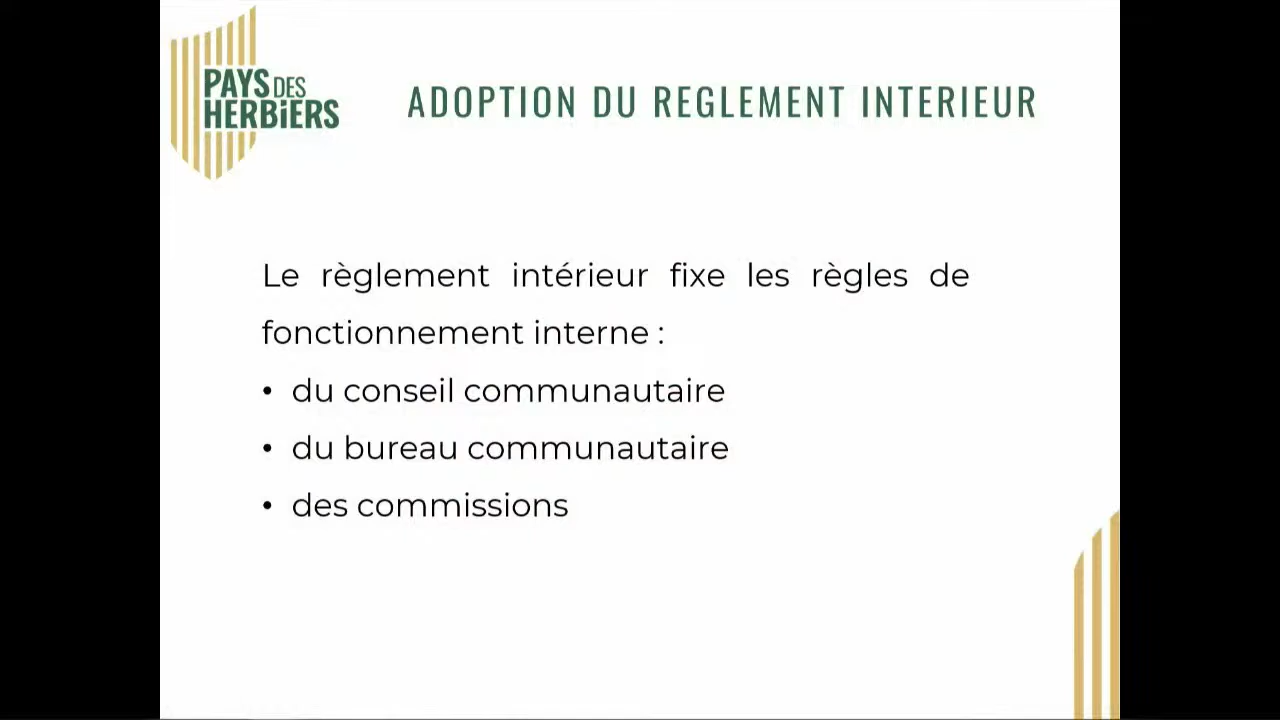 PAYS DES
HERBiERS
ADOPTION DU REGLEMENT INTERIEUR
Le règlement intérieur fixe les règles de
fonctionnement interne :
• du conseil communautaire
• du bureau communautaire
• des commissions